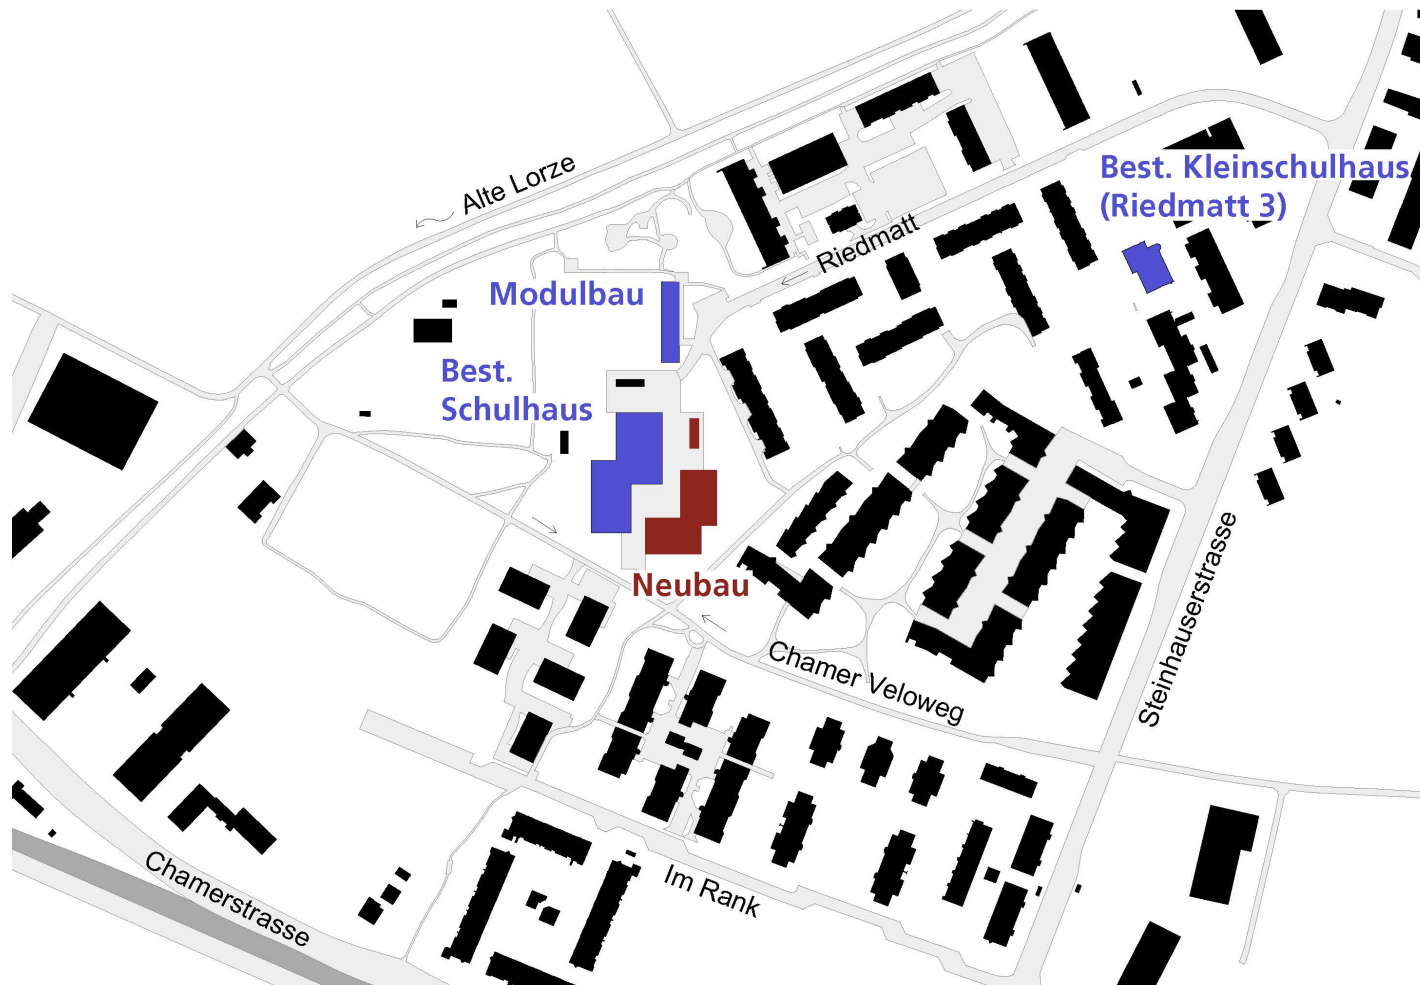 Alte Lorze
Best. Kleinschulhaus
(Riedmatt 3)
Riedmatt
Modulbau
Best.
Schulhaus
Neubau
Steinhauserstrasse
Chamer Veloweg
Im Rank
Chamerstrasse